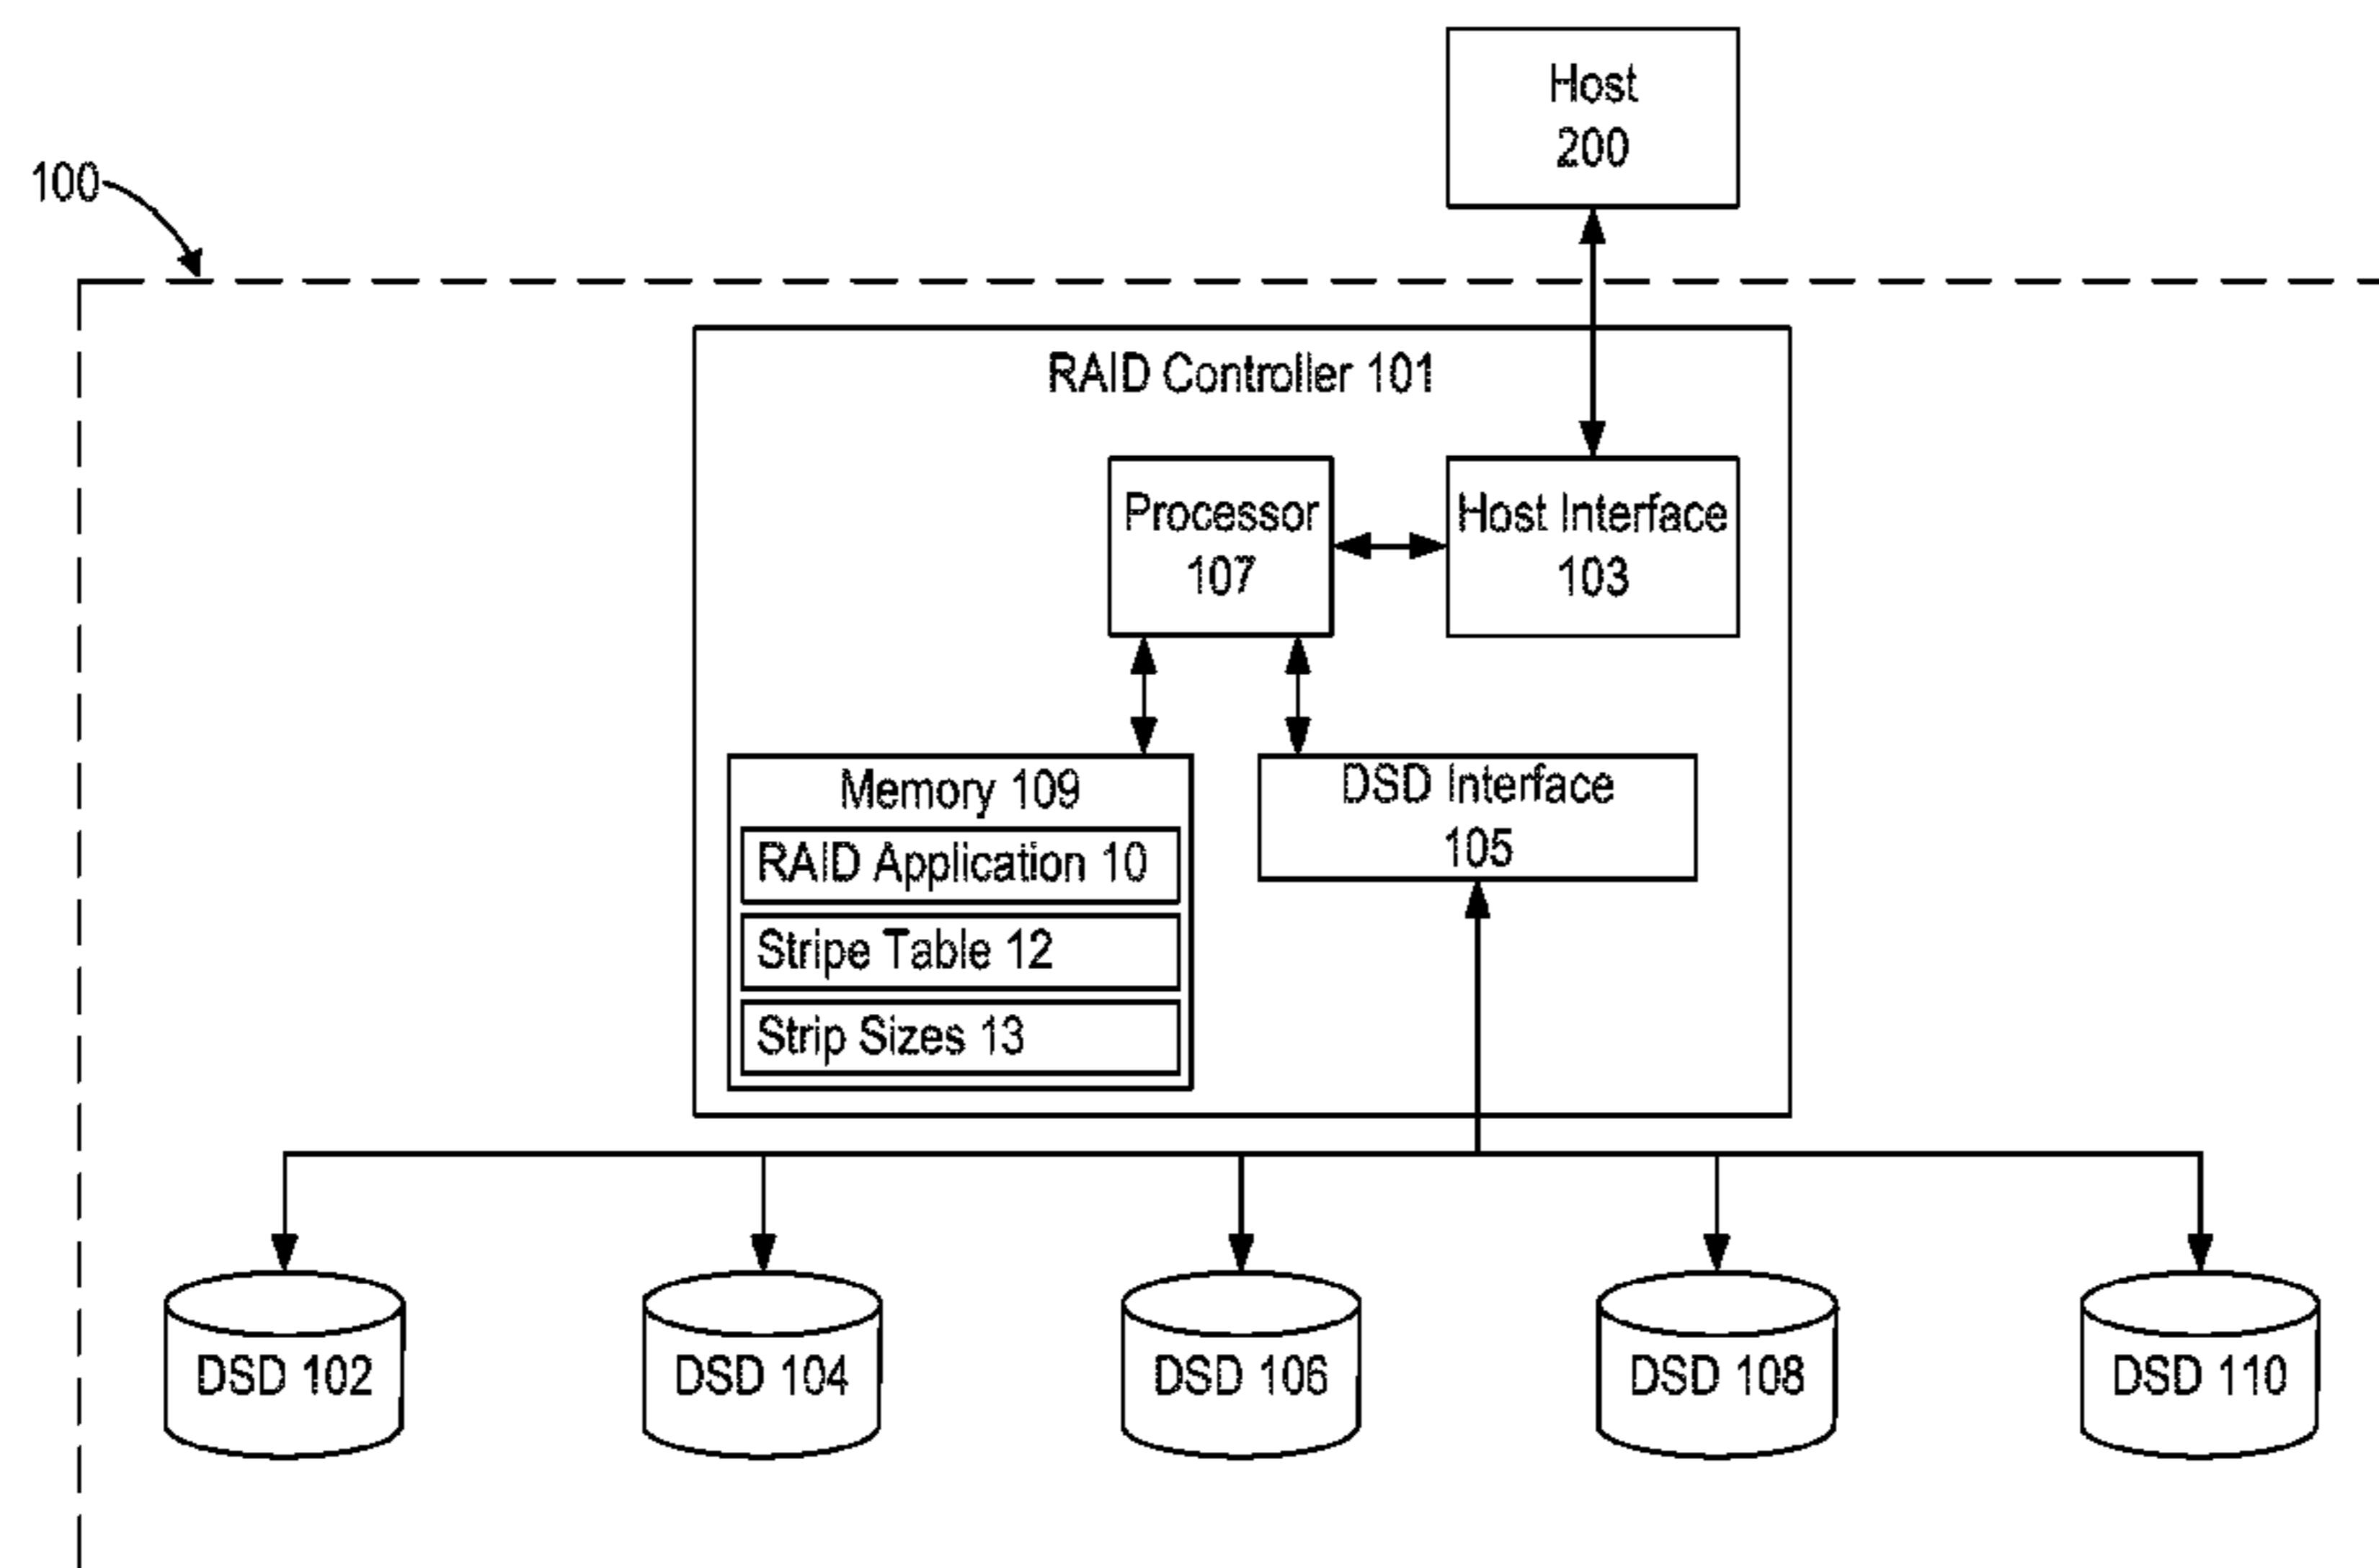 Host
200
100
RAID Controller 101
Processor
107
Host Interface
103
Memory 109
RAID Application 10
Stripe Table 12
Strip Sizes 13
DSD Interface
105
DSD 102
DSD 104
DSD 106
DSD 108
DSD 110